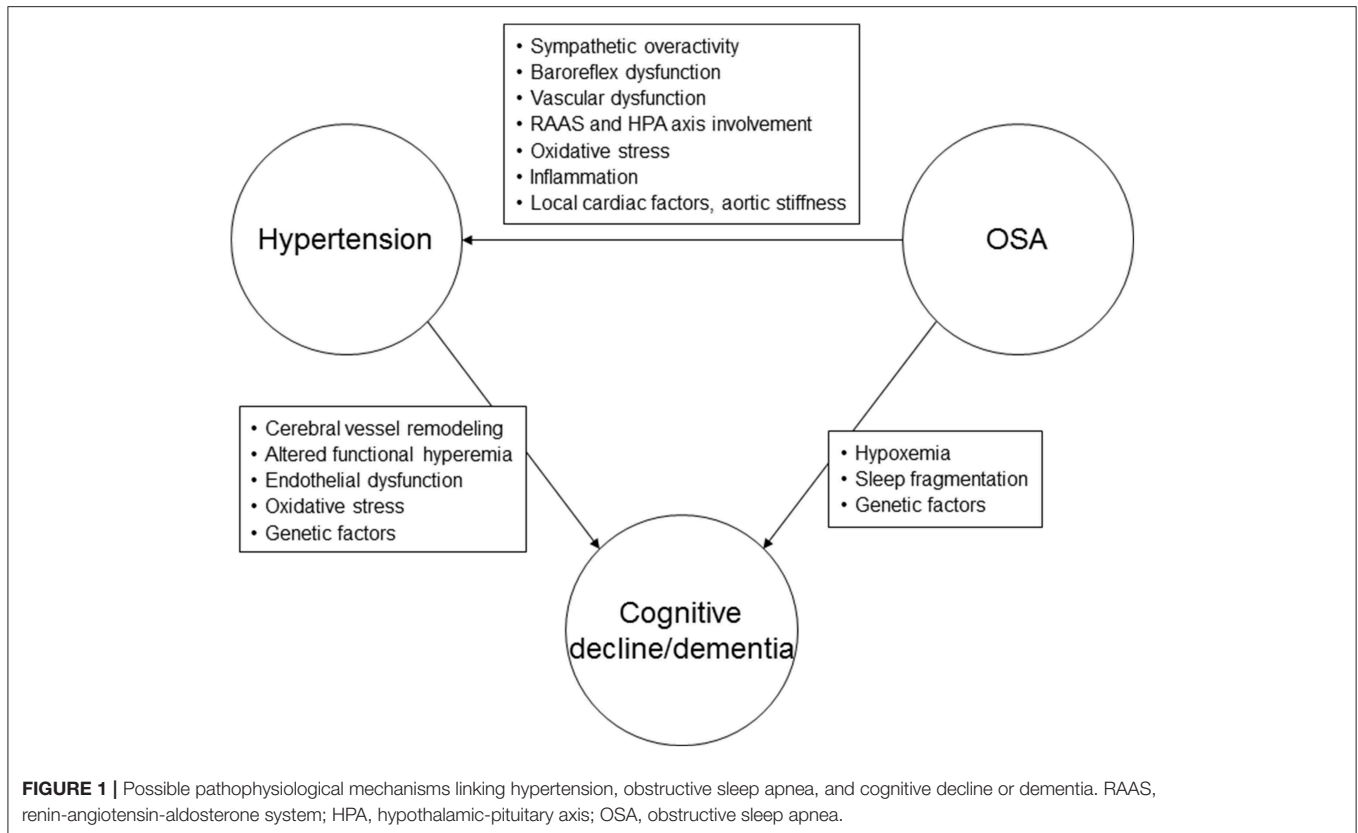 • Sympathetic overactivity
• Baroreflex dysfunction
• Vascular dysfunction
• RAAS and HPA axis involvement
• Oxidative stress
• Inflammation
• Local cardiac factors, aortic stiffness
Hypertension
OSA
• Cerebral vessel remodeling
• Altered functional hyperemia
• Endothelial dysfunction
• Oxidative stress
• Genetic factors
• Hypoxemia
• Sleep fragmentation
• Genetic factors
Cognitive
decline/dementia
FIGURE 1 | Possible pathophysiological mechanisms linking hypertension, obstructive sleep apnea, and cognitive decline or dementia. RAAS,
renin-angiotensin-aldosterone system; HPA, hypothalamic-pituitary axis; OSA, obstructive sleep apnea.